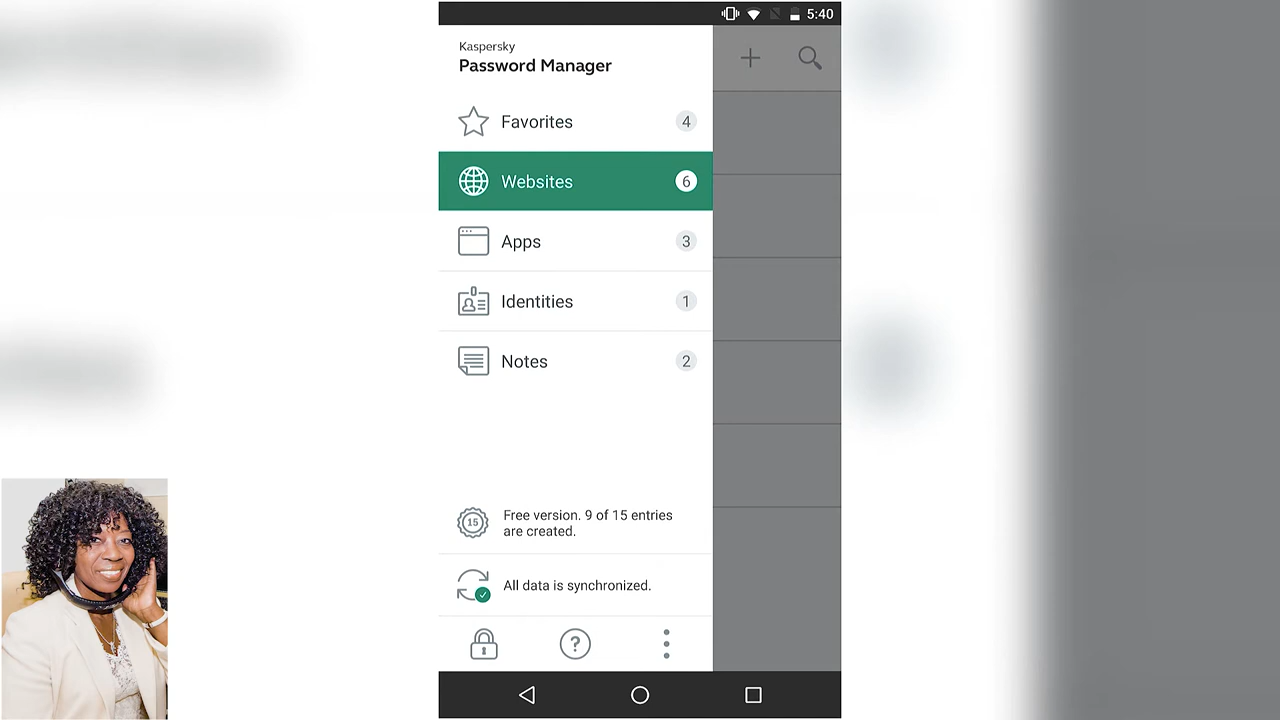 5:40
Kaspersky
Password Manager
Favorites 4
Websites 6
Apps 3
Identities 1
Notes 2
15 Free version. 9 of 15 entries
are created.
All data is synchronized.
?